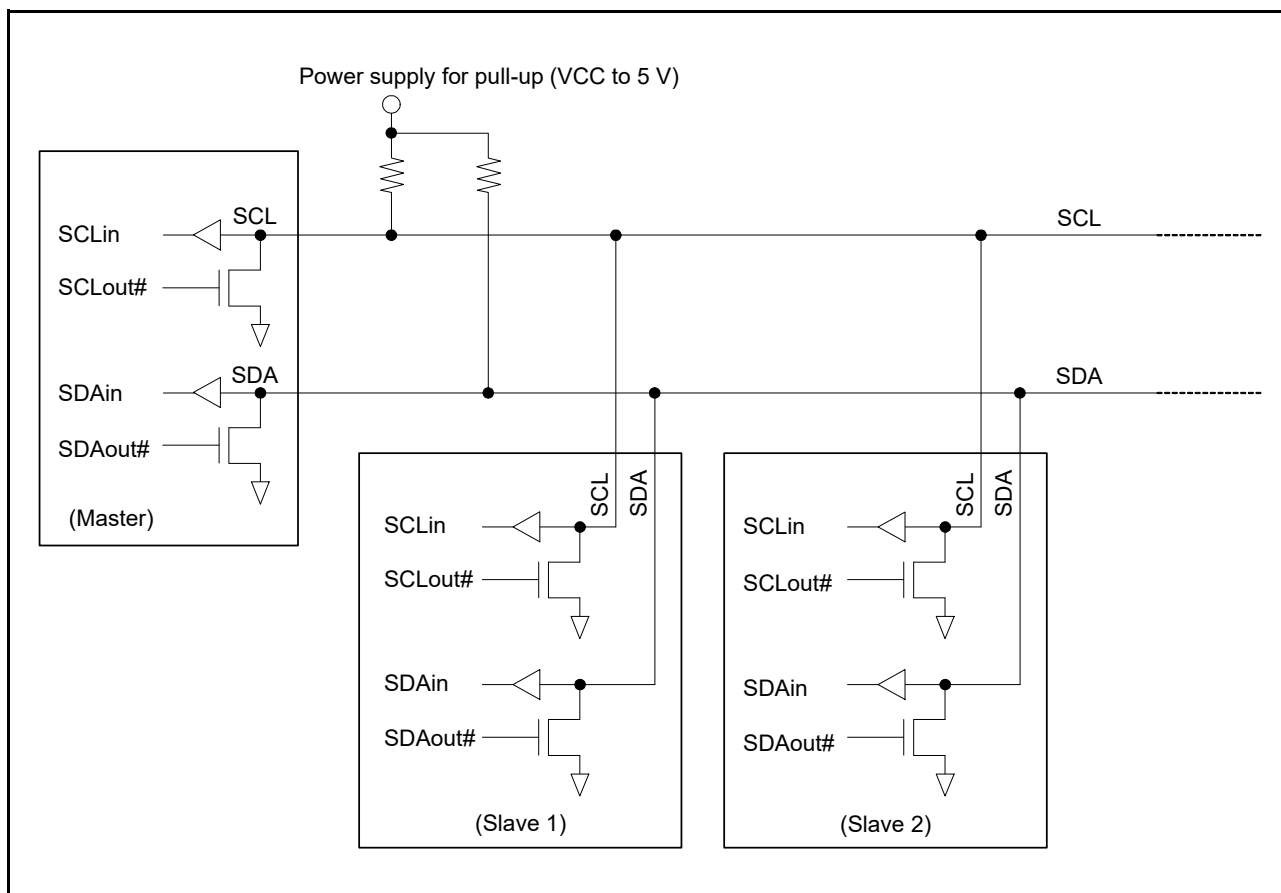 Power supply for pull-up (VCC to 5 V)
SCLin
SCL
SCL
SCLout#
SDAin
SDA
SDA
SDAout#
(Master)
SCL
SDA
SCL
SDA
SCLin
SCLout#
SDAin
SDAout#
(Slave 1)
SCLin
SCLout#
SDAin
SDAout#
(Slave 2)